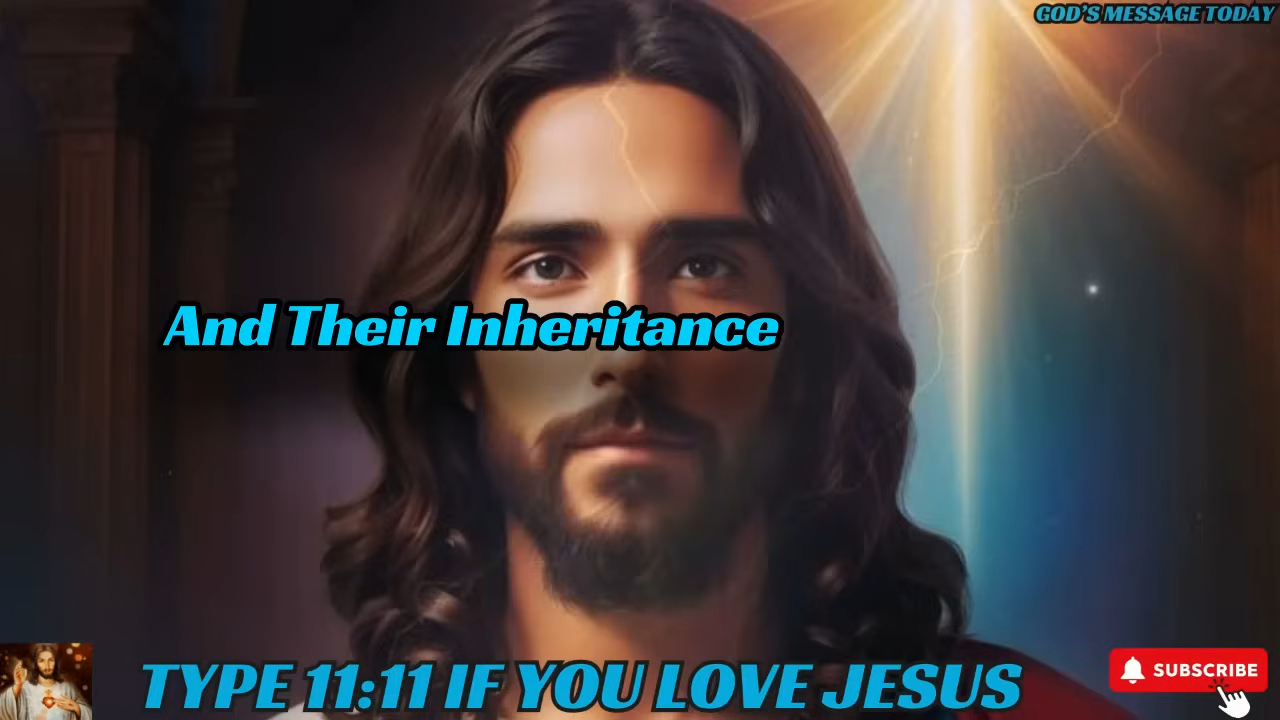 GOD'S MESSAGE TODAY
And Their Inheritance
TYPE 11:11 IF YOU LOVE JESUS
SUBSCRIBE